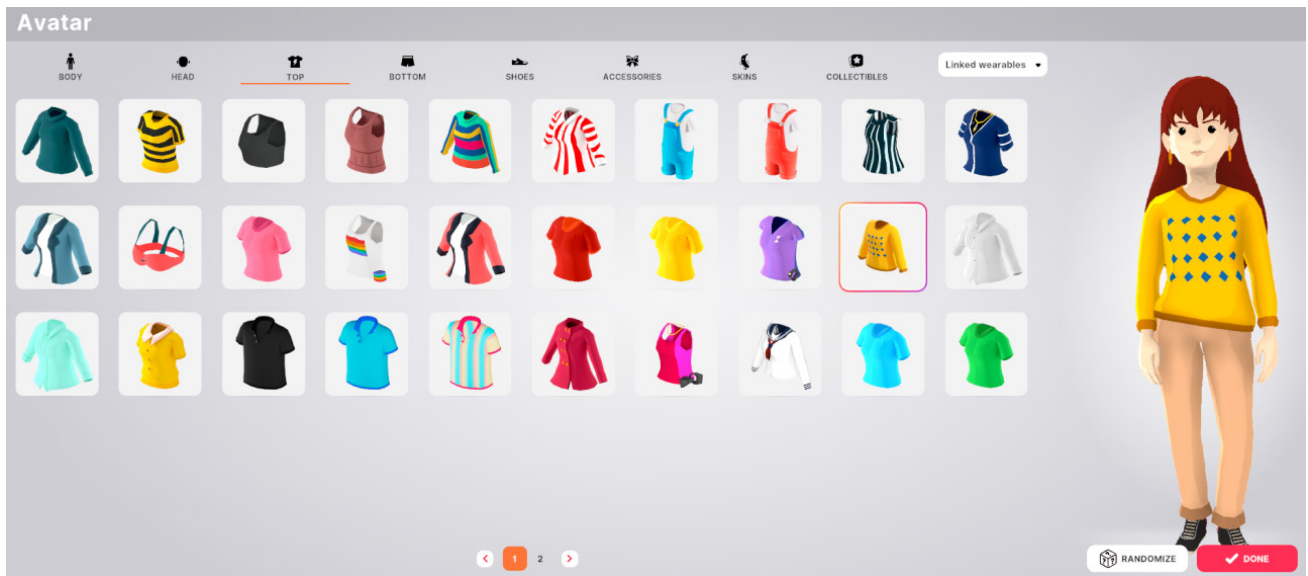 Avatar
BODY
HEAD
TOP
BOTTOM
SHOES
ACCESSORIES
SKINS
COLLECTIBLES
Linked wearables
1
2
RANDOMIZE
DONE